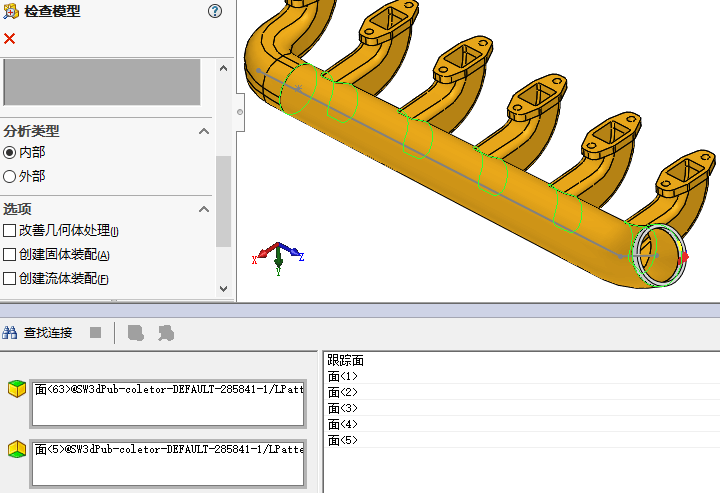 检查模型
分析类型
内部
外部
选项
改善几何体处理(I)
创建固体装配(A)
创建流体装配(F)
X
Y
Z
查找连接
面<63>@SW3dPub-coletor-DEFAULT-285841-1/LPatt
面<5>@SW3dPub-coletor-DEFAULT-285841-1/LPatte
跟踪面
面<1>
面<2>
面<3>
面<4>
面<5>